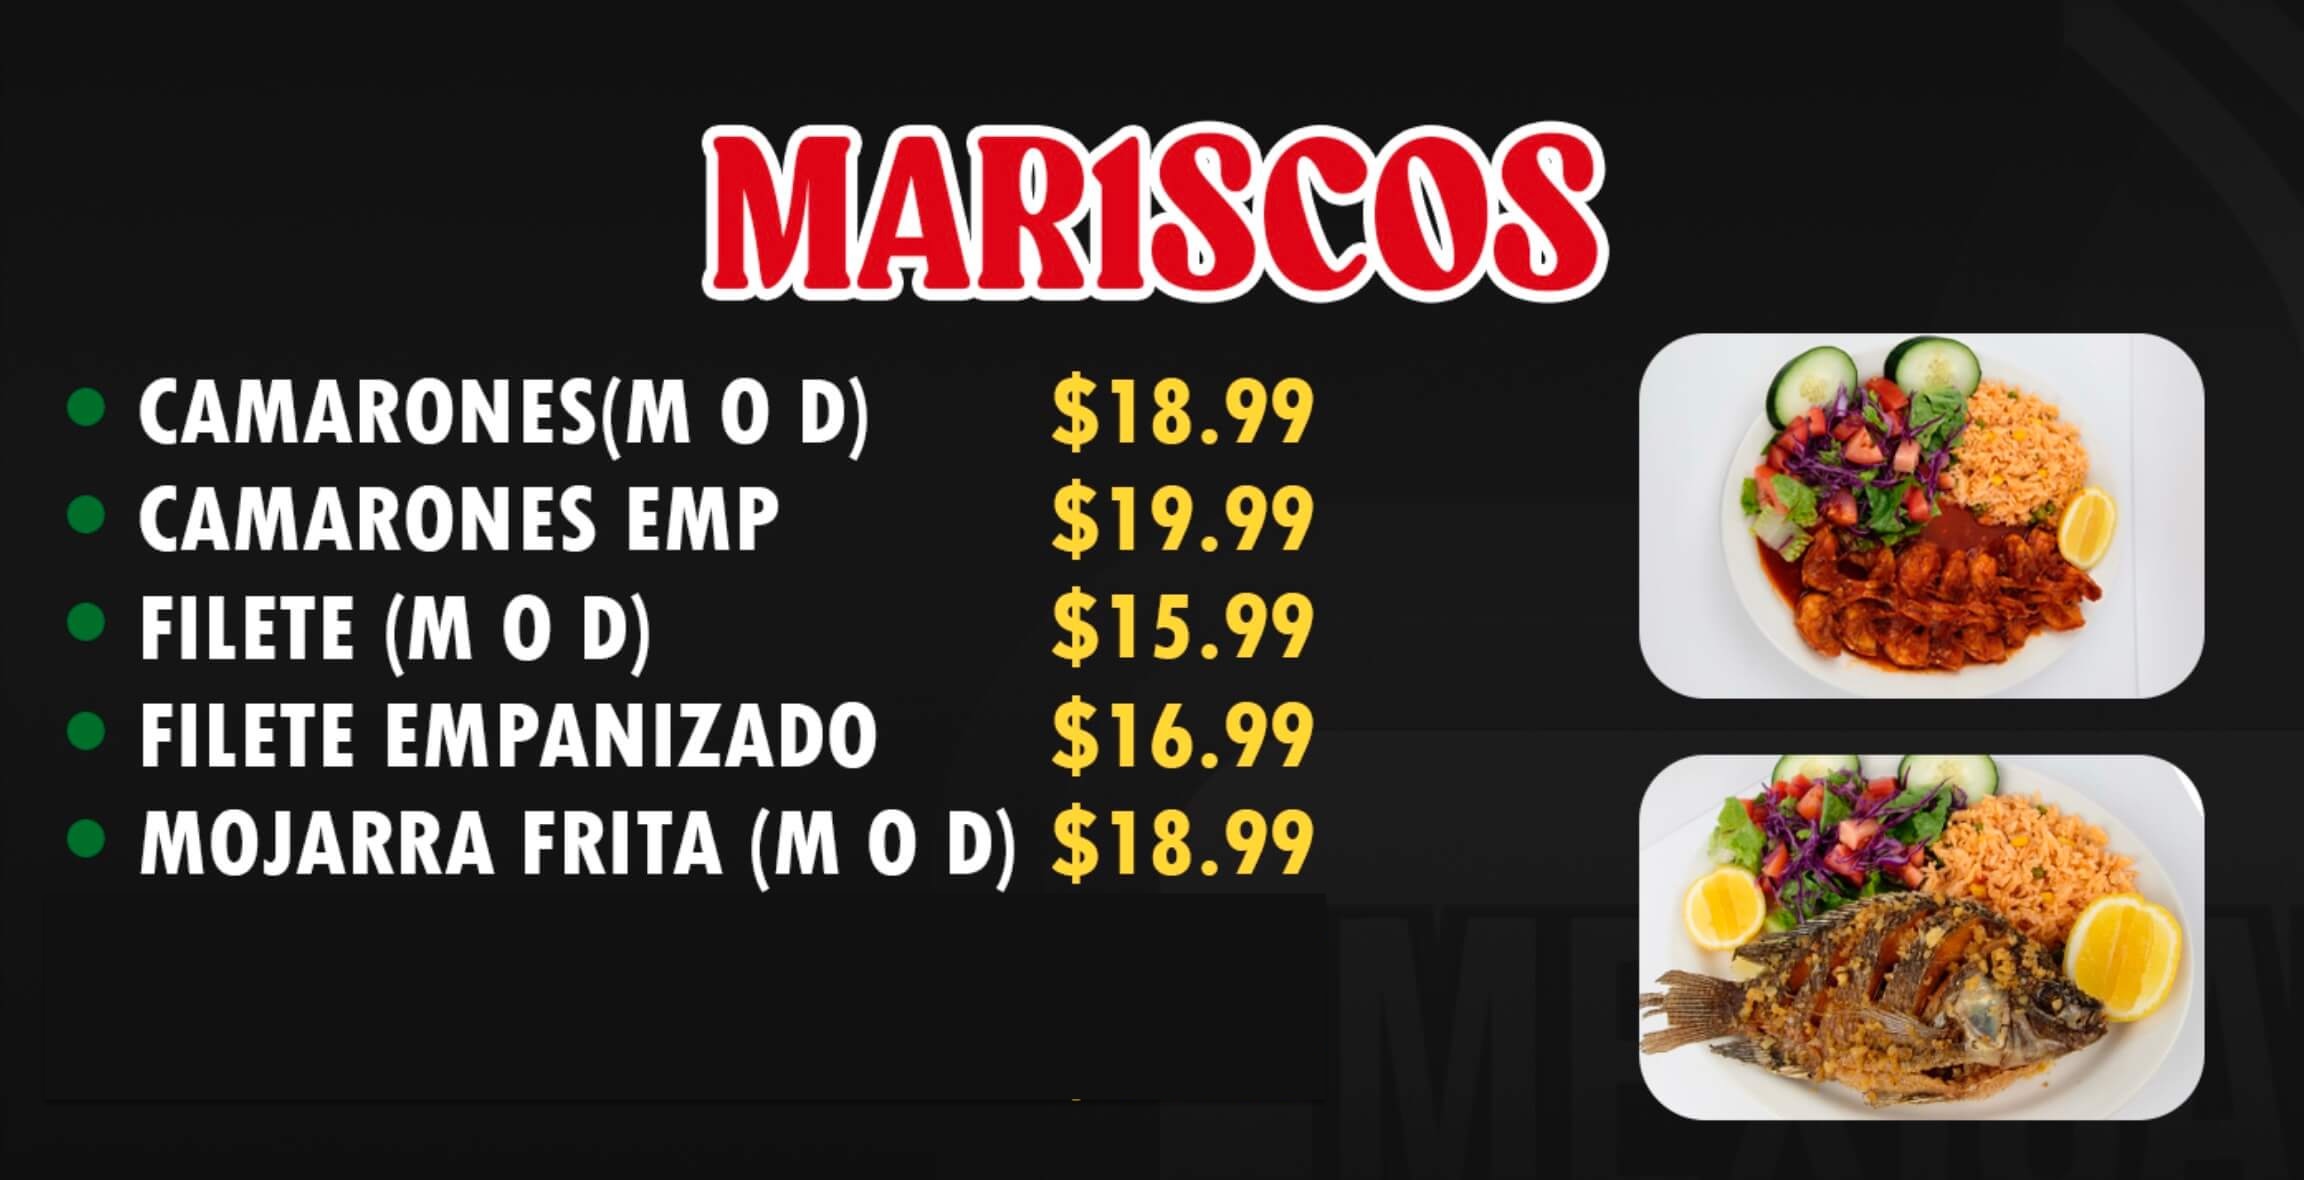 MARISCOS
CAMARONES(M O D) $18.99
CAMARONES EMP $19.99
FILETE (M O D) $15.99
FILETE EMPANIZADO $16.99
MOJARRA FRITA (M O D) $18.99